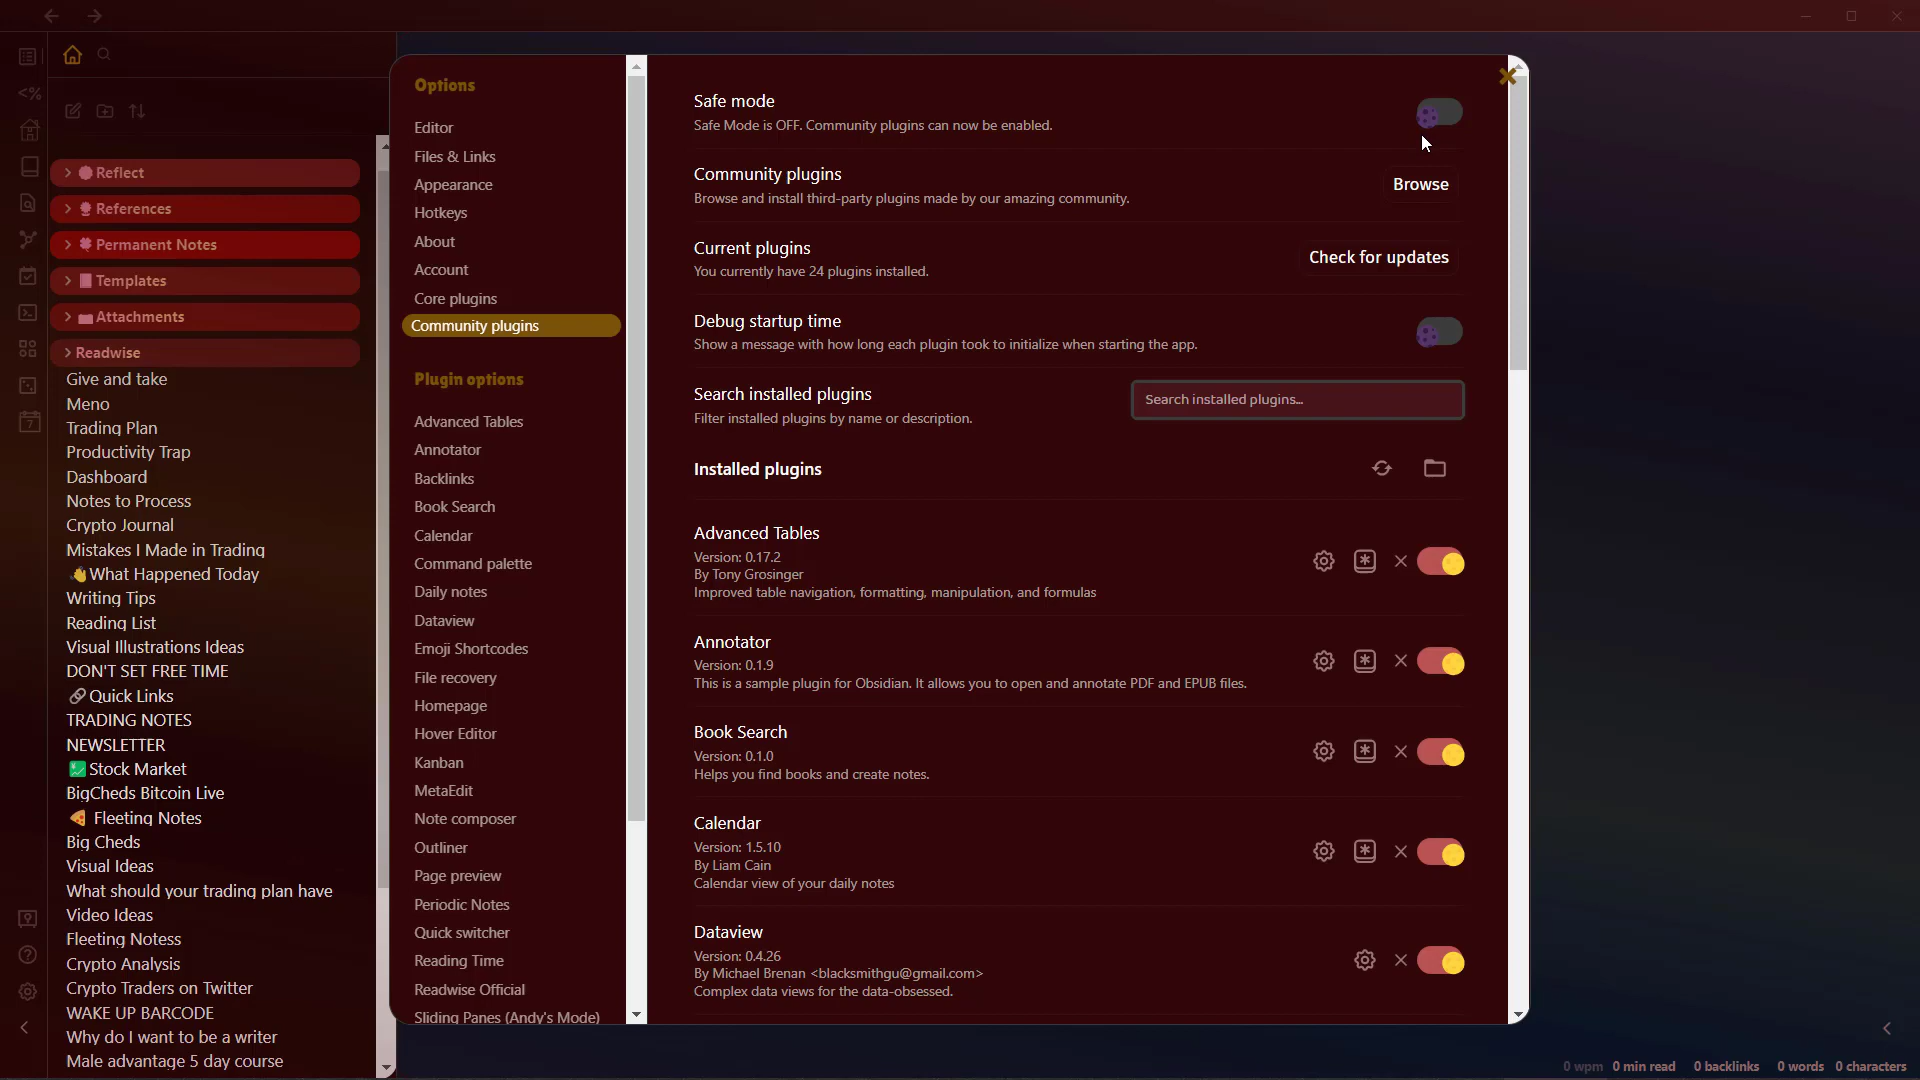 Reflect
References
Permanent Notes
Templates
Attachments
Readwise
Give and take
Meno
Trading Plan
Productivity Trap
Dashboard
Notes to Process
Crypto Journal
Mistakes I Made in Trading
👋What Happened Today
Writing Tips
Reading List
Visual Illustrations Ideas
DON'T SET FREE TIME
🔗 Quick Links
TRADING NOTES
NEWSLETTER
💹 Stock Market
BigCheds Bitcoin Live
🍕 Fleeting Notes
Big Cheds
Visual Ideas
What should your trading plan have
Video Ideas
Fleeting Notess
Crypto Analysis
Crypto Traders on Twitter
WAKE UP BARCODE
Why do I want to be a writer
Male advantage 5 day course
Options
Editor
Files & Links
Appearance
Hotkeys
About
Account
Core plugins
Community plugins
Plugin options
Advanced Tables
Annotator
Backlinks
Book Search
Calendar
Command palette
Daily notes
Dataview
Emoji Shortcodes
File recovery
Homepage
Hover Editor
Kanban
MetaEdit
Note composer
Outliner
Page preview
Periodic Notes
Quick switcher
Reading Time
Readwise Official
Sliding Panes (Andy's Mode)
Safe mode
Safe Mode is OFF. Community plugins can now be enabled.
Community plugins
Browse and install third-party plugins made by our amazing community.
Browse
Current plugins
You currently have 24 plugins installed.
Check for updates
Debug startup time
Show a message with how long each plugin took to initialize when starting the app.
Search installed plugins
Filter installed plugins by name or description.
Search installed plugins...
Installed plugins
Advanced Tables
Version: 0.17.2
By Tony Grosinger
Improved table navigation, formatting, manipulation, and formulas
Annotator
Version: 0.1.9
This is a sample plugin for Obsidian. It allows you to open and annotate PDF and EPUB files.
Book Search
Version: 0.1.0
Helps you find books and create notes.
Calendar
Version: 1.5.10
By Liam Cain
Calendar view of your daily notes
Dataview
Version: 0.4.26
By Michael Brenan <blacksmithgu@gmail.com>
Complex data views for the data-obsessed.
0 wpm 0 min read 0 backlinks 0 words 0 characters